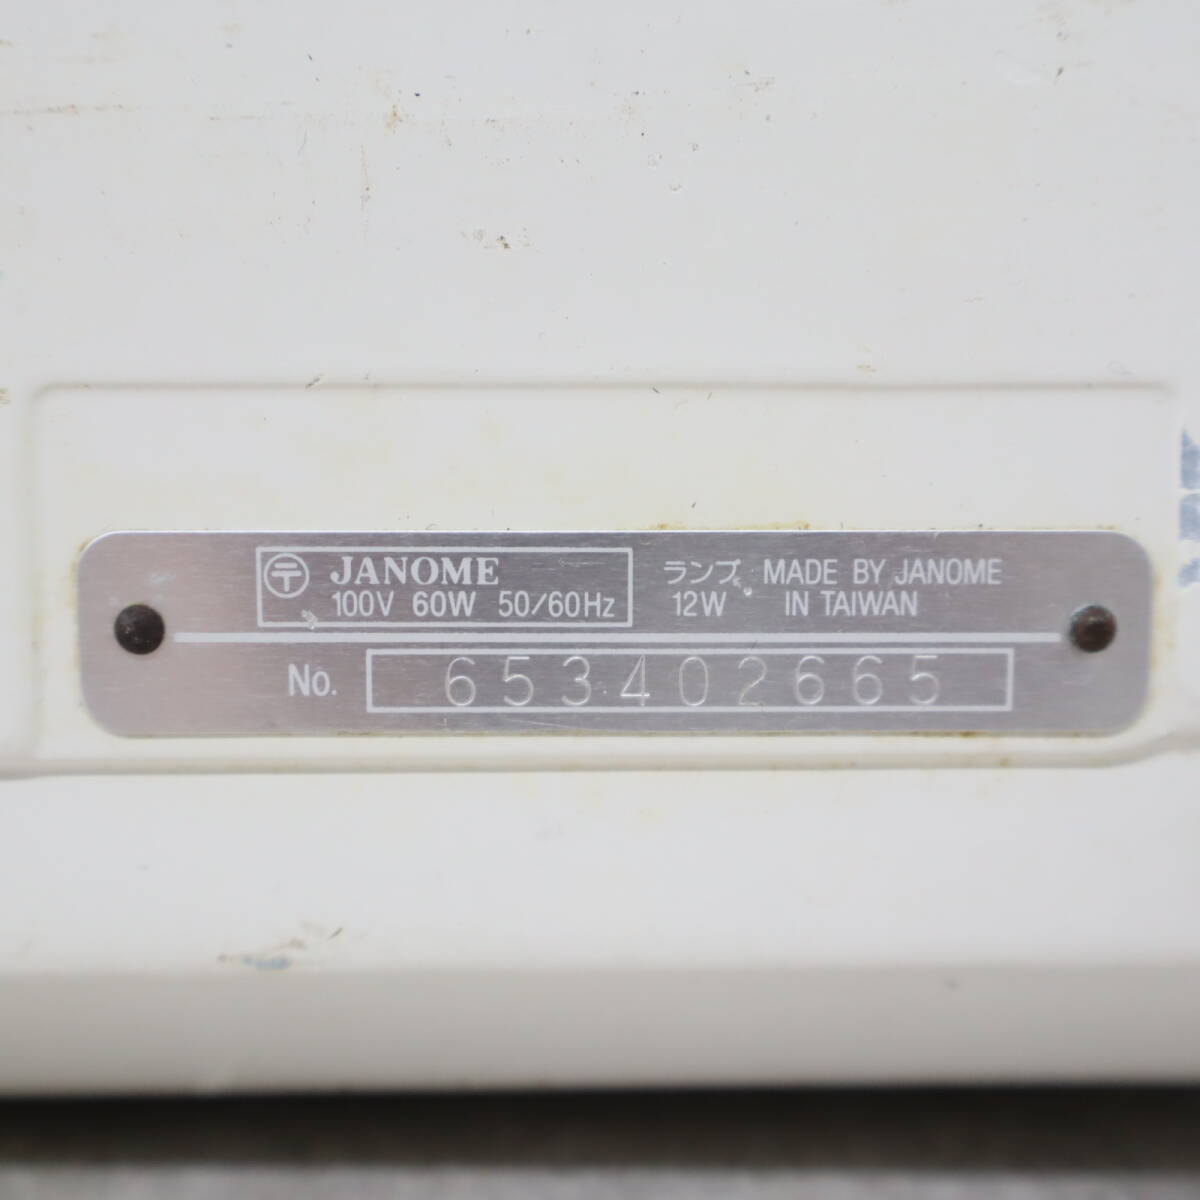 〒 JANOME
100V 60W 50/60Hz
ランプ
12W
MADE BY JANOME
IN TAIWAN
No. 653402665